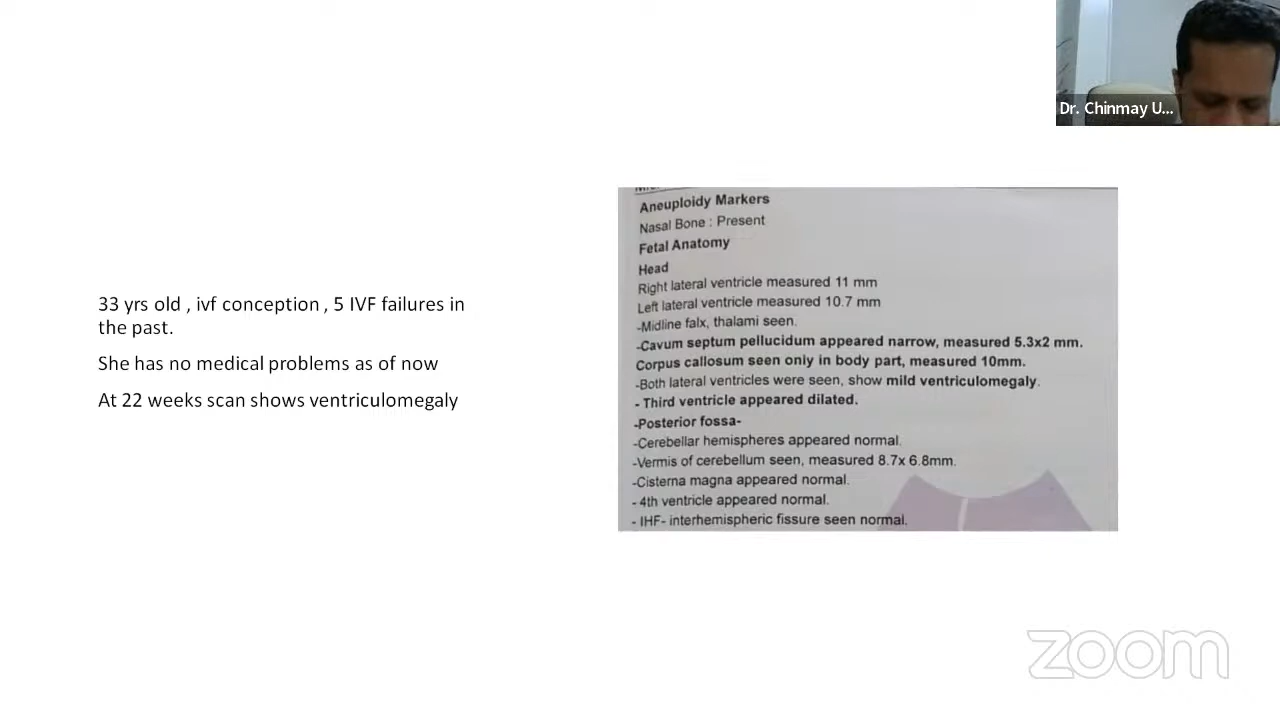 Dr. Chinmay U...
33 yrs old , ivf conception , 5 IVF failures in
the past.
She has no medical problems as of now
At 22 weeks scan shows ventriculomegaly
Aneuploidy Markers
Nasal Bone : Present
Fetal Anatomy
Head
Right lateral ventricle measured 11 mm
Left lateral ventricle measured 10.7 mm
-Midline falx, thalami seen.
-Cavum septum pellucidum appeared narrow, measured 5.3x2 mm.
Corpus callosum seen only in body part, measured 10mm.
-Both lateral ventricles were seen, show mild ventriculomegaly.
- Third ventricle appeared dilated.
-Posterior fossa-
-Cerebellar hemispheres appeared normal.
-Vermis of cerebellum seen, measured 8.7x 6.8mm.
-Cisterna magna appeared normal.
- 4th ventricle appeared normal.
- IHF- interhemispheric fissure seen normal.
zoom